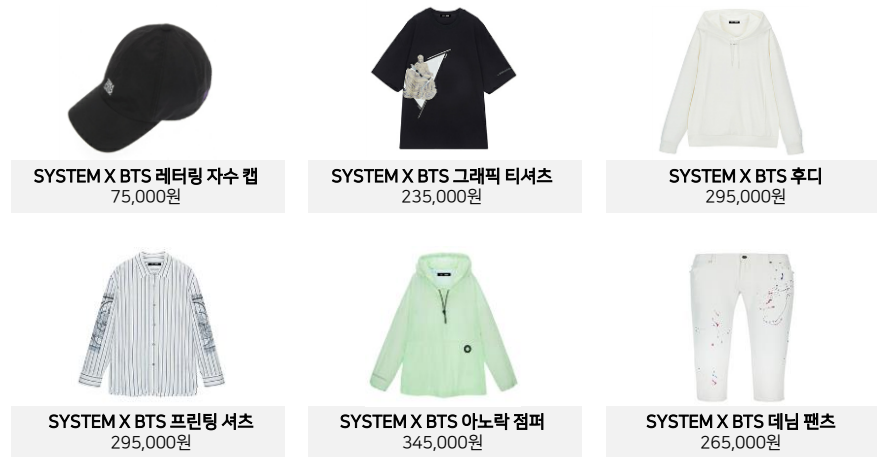 SYSTEM X BTS 레터링 자수 캡
75,000원
SYSTEM X BTS 그래픽 티셔츠
235,000원
SYSTEM X BTS 후디
295,000원
SYSTEM X BTS 프린팅 셔츠
295,000원
SYSTEM X BTS 아노락 점퍼
345,000원
SYSTEM X BTS 데님 팬츠
265,000원